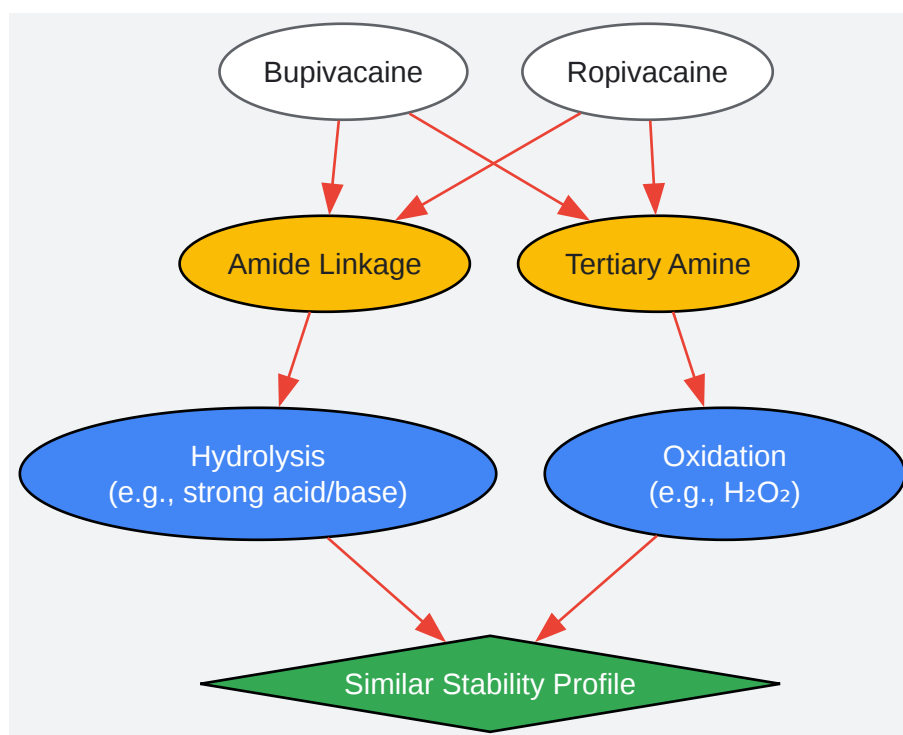 Bupivacaine
Ropivacaine
Amide Linkage
Tertiary Amine
Hydrolysis
(e.g., strong acid/base)
Oxidation
(e.g., H₂O₂)
Similar Stability Profile